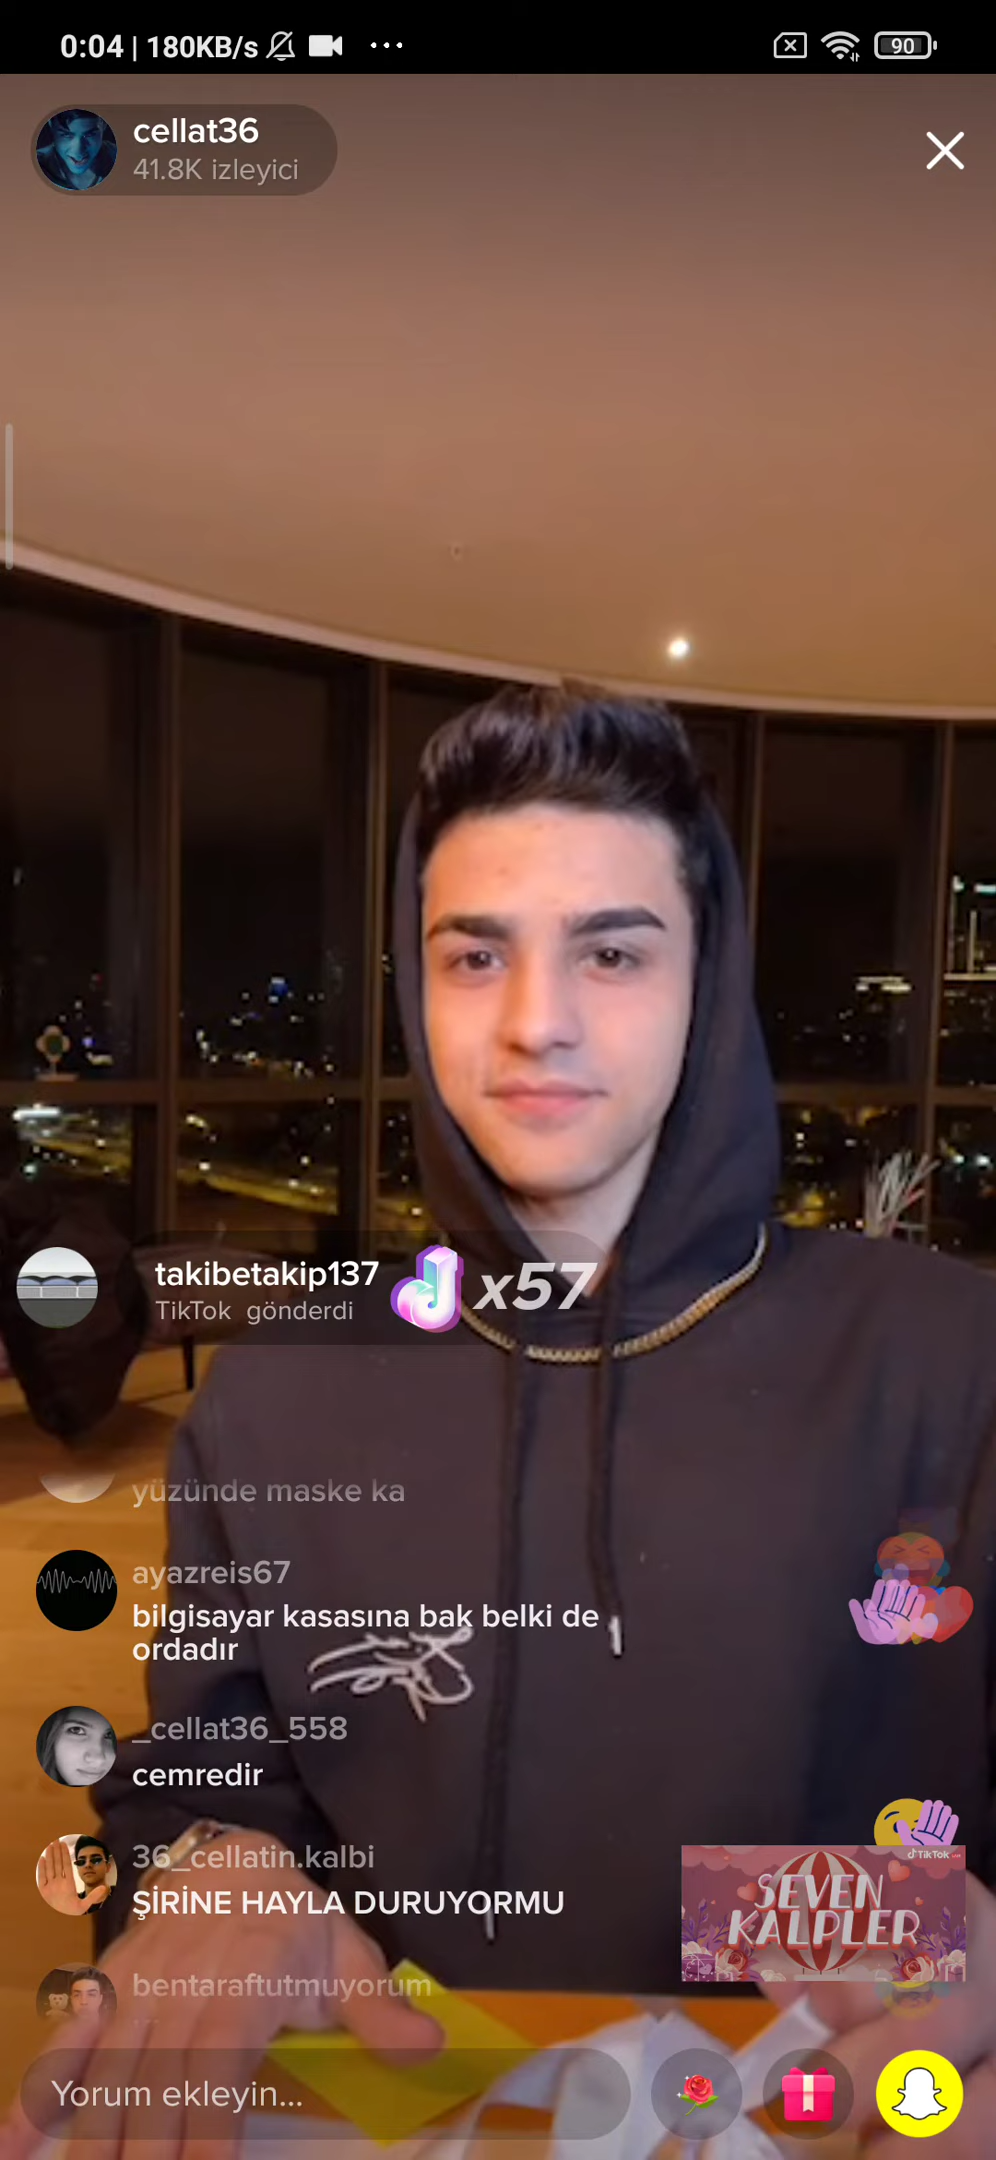 0:04 | 180KB/s
90
cellat36
41.8K izleyici
takibetakip137
TikTok gönderdi
x57
yüzünde maske ka
ayazreis67
bilgisayar kasasına bak belki de
ordadır
_cellat36_558
cemredir
36_cellatin.kalbi
ŞİRİNE HAYLA DURUYORMU
TikTok
SEVEN
KALPLER
bentaraftutmuyorum
...
Yorum ekleyin...